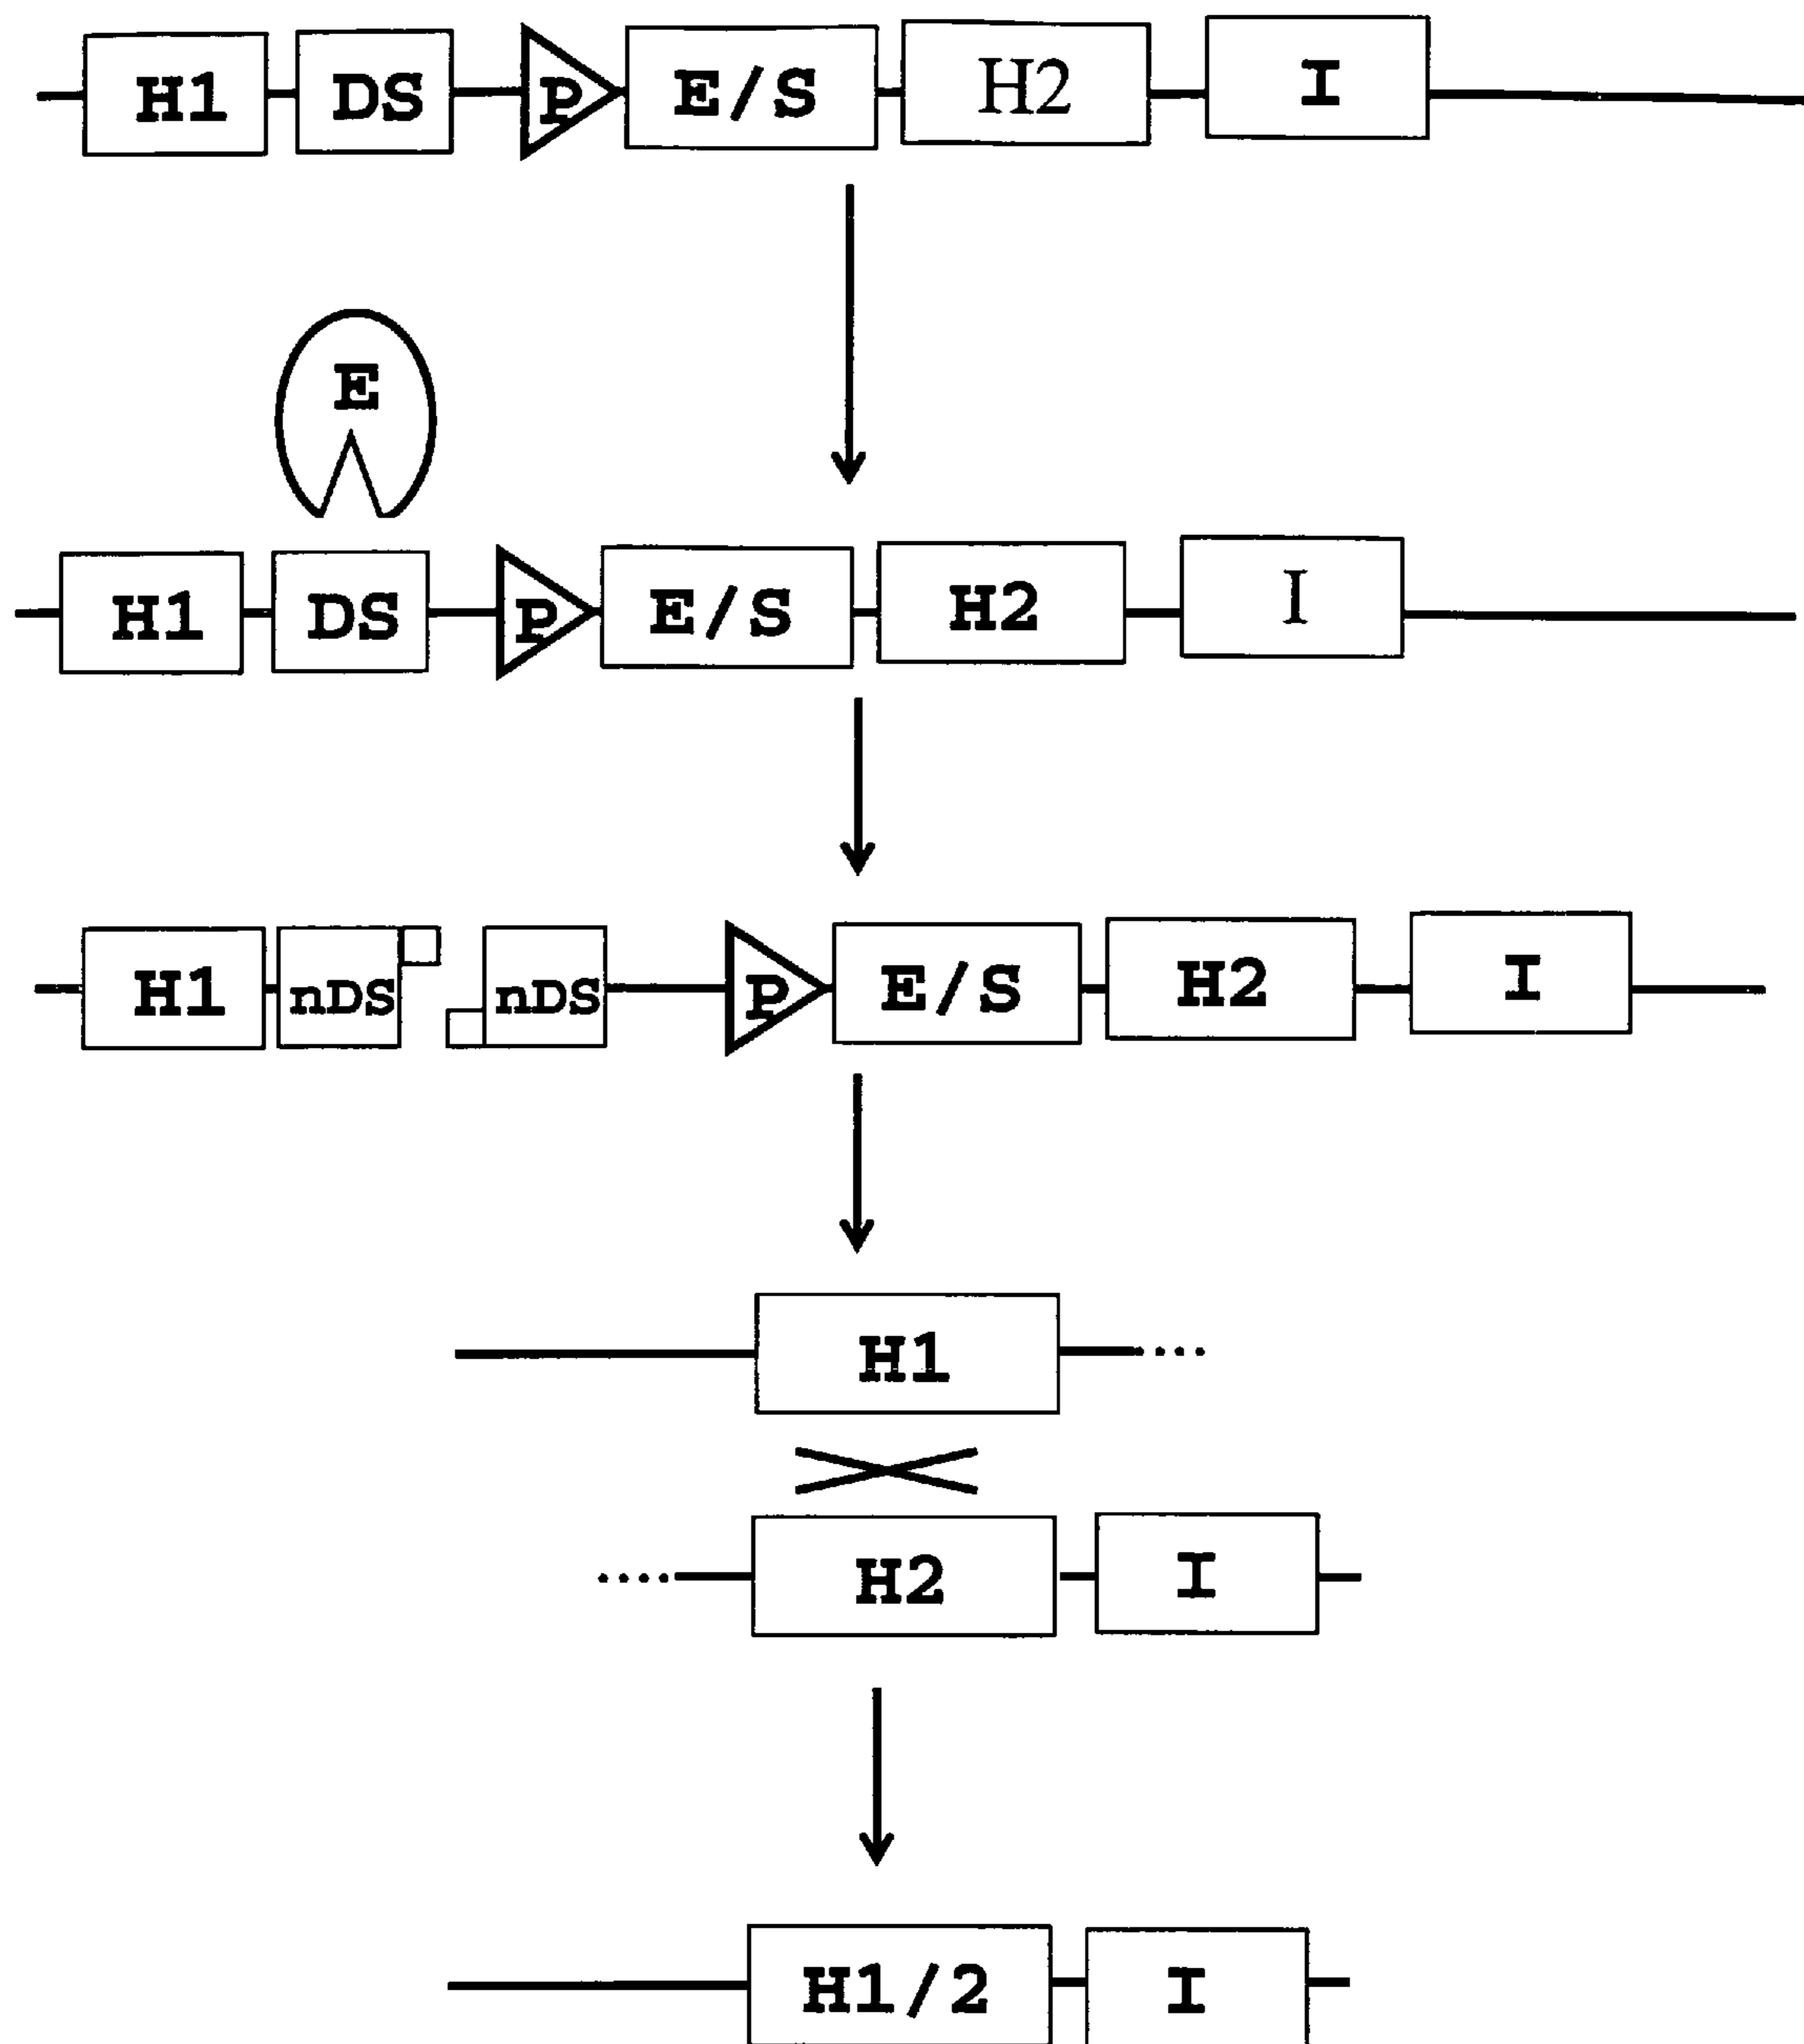 H1 DS P E/S H2 I
E
H1 DS P E/S H2 I
H1 nDS nDS P E/S H2 I
H1
H2 I
H1/2 I